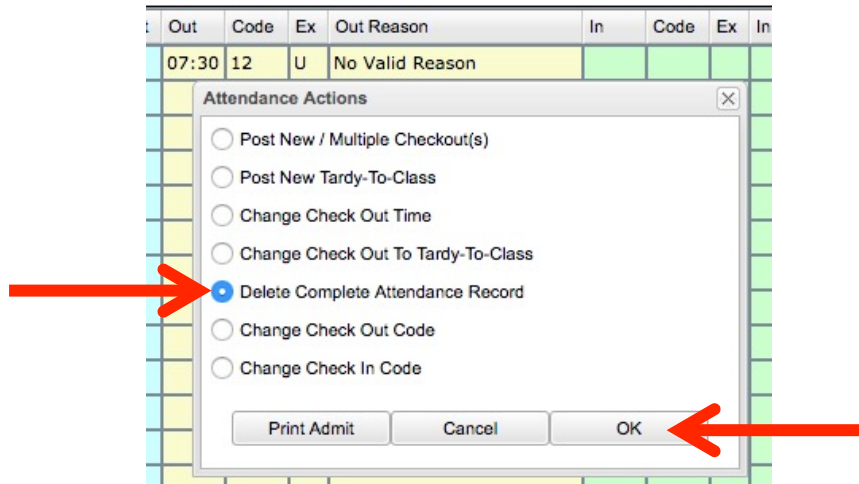 Out Code Ex Out Reason In Code Ex In
07:30 12 U No Valid Reason
Attendance Actions
Post New / Multiple Checkout(s)
Post New Tardy-To-Class
Change Check Out Time
Change Check Out To Tardy-To-Class
Delete Complete Attendance Record
Change Check Out Code
Change Check In Code
Print Admit Cancel OK